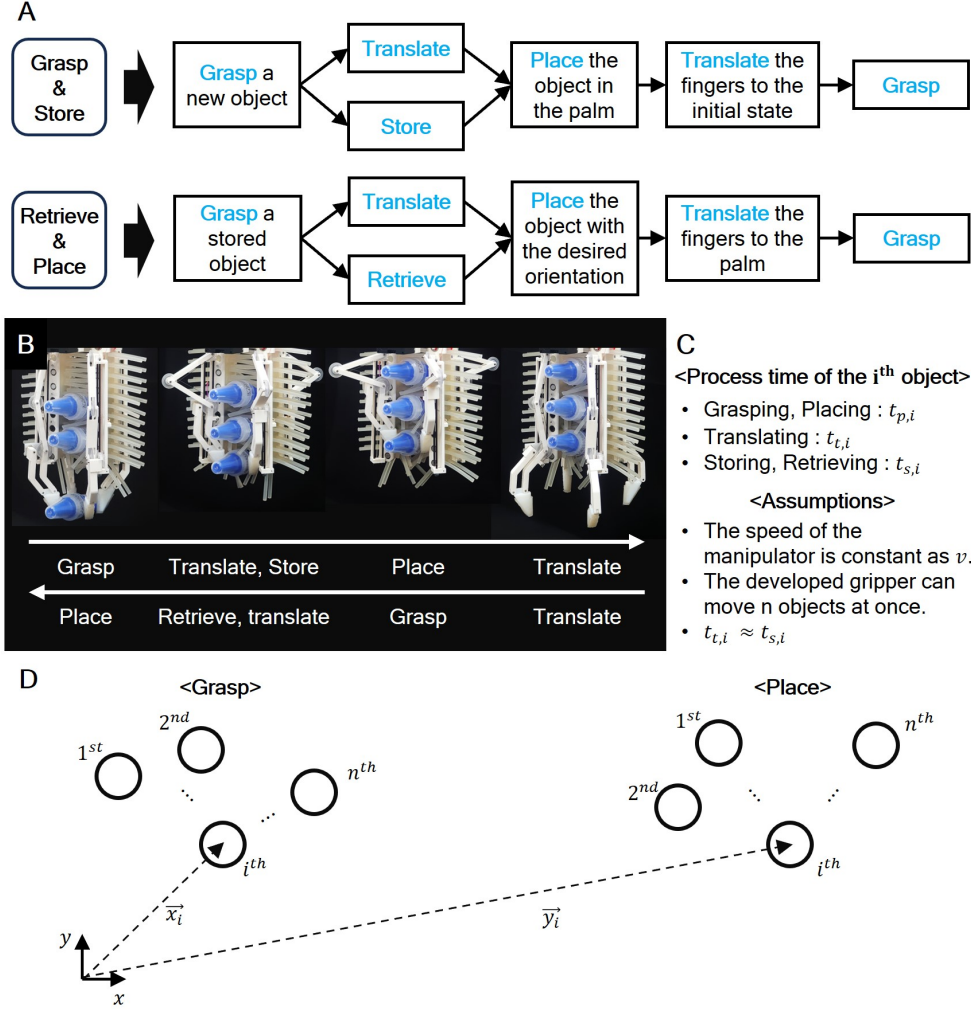 A
Grasp
&
Store
Grasp a
new object
Translate
Store
Place the
object in
the palm
Translate the
fingers to the
initial state
Grasp
Retrieve
&
Place
Grasp a
stored
object
Translate
Retrieve
Place the
object with
the desired
orientation
Translate the
fingers to the
palm
Grasp
B
Grasp Translate, Store Place Translate
Place Retrieve, translate Grasp Translate
C
<Process time of the iᵗʰ object>
• Grasping, Placing : tₚ,ᵢ
• Translating : tₜ,ᵢ
• Storing, Retrieving : tₛ,ᵢ
<Assumptions>
• The speed of the
manipulator is constant as v.
• The developed gripper can
move n objects at once.
• tₜ,ᵢ ≈ tₛ,ᵢ
D
<Grasp>
1ˢᵗ
2ⁿᵈ
⋯
⋯
nᵗʰ
iᵗʰ
x⃗ᵢ
y
x
<Place>
1ˢᵗ
2ⁿᵈ
⋯
⋯
nᵗʰ
iᵗʰ
y⃗ᵢ